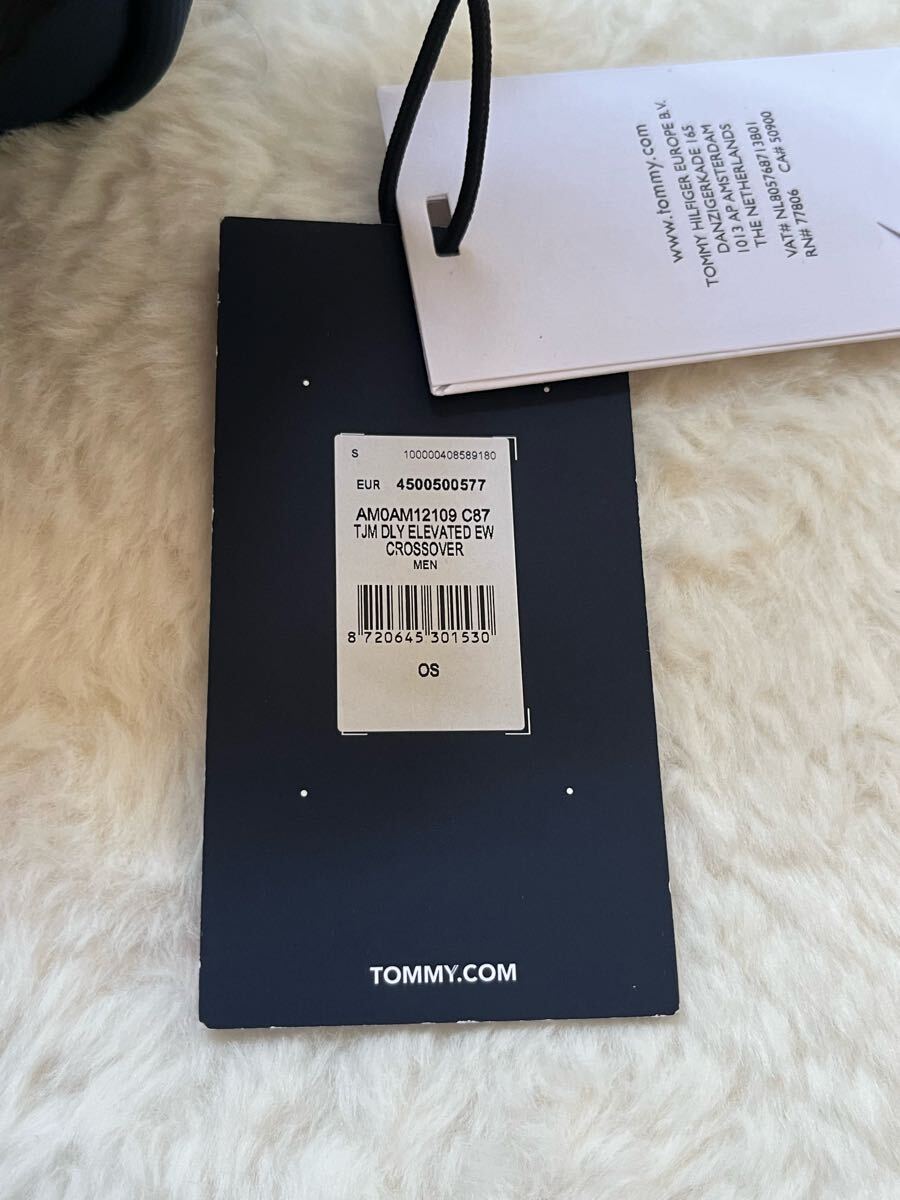 www.tommy.com
TOMMY HILFIGER EUROPE B.V.
DANZIGERKADE 165
1013 AP AMSTERDAM
THE NETHERLANDS
VAT# NL805768713B01
RN# 77806 CA# 50900
S 100000408589180
EUR 4500500577
AM0AM12109 C87
TJM DLY ELEVATED EW
CROSSOVER
MEN
8 720645 301530
OS
TOMMY.COM